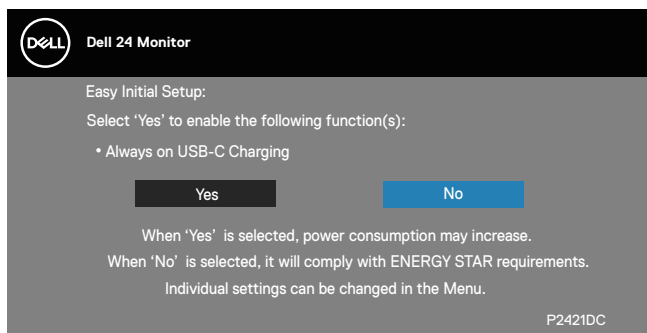 DELL
Dell 24 Monitor
Easy Initial Setup:
Select ‘Yes’ to enable the following function(s):
• Always on USB-C Charging
Yes
No
When ‘Yes’ is selected, power consumption may increase.
When ‘No’ is selected, it will comply with ENERGY STAR requirements.
Individual settings can be changed in the Menu.
P2421DC